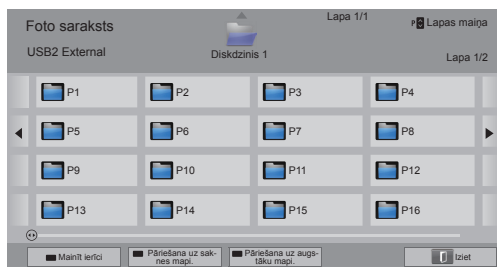 Foto saraksts
Lapa 1/1
P Lapas maiņa
USB2 External
Diskdzinis 1
Lapa 1/2
P1
P2
P3
P4
P5
P6
P7
P8
P9
P10
P11
P12
P13
P14
P15
P16
Mainīt ierīci
Pāriešana uz sak-
nes mapi.
Pāriešana uz augs-
tāku mapi.
Iziet